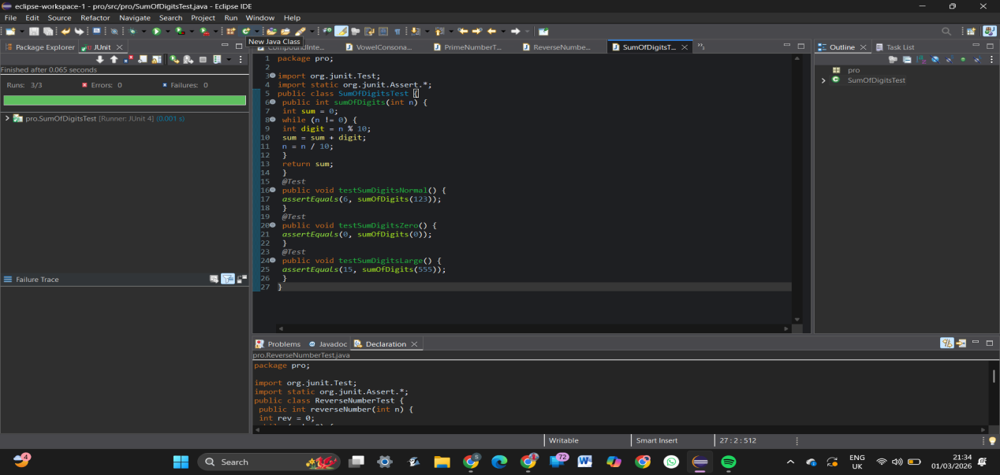 eclipse-workspace-1 - pro/src/pro/SumOfDigitsTest.java - Eclipse IDE
File Edit Source Refactor Navigate Search Project Run Window Help
New Java Class
Package Explorer JUnit
VowelConsona... PrimeNumberT... ReverseNumbe... SumOfDigitsT...
Outline Task List
Finished after 0.065 seconds
Runs: 3/3 Errors: 0 Failures: 0
pro.SumOfDigitsTest [Runner: JUnit 4] (0.001 s)
Failure Trace
1 package pro;
2
3 import org.junit.Test;
4 import static org.junit.Assert.*;
5 public class SumOfDigitsTest {
6 public int sumOfDigits(int n) {
7 int sum = 0;
8 while (n != 0) {
9 int digit = n % 10;
10 sum = sum + digit;
11 n = n / 10;
12 }
13 return sum;
14 }
15 @Test
16 public void testSumDigitsNormal() {
17 assertEquals(6, sumOfDigits(123));
18 }
19 @Test
20 public void testSumDigitsZero() {
21 assertEquals(0, sumOfDigits(0));
22 }
23 @Test
24 public void testSumDigitsLarge() {
25 assertEquals(15, sumOfDigits(555));
26 }
27 }
pro
SumOfDigitsTest
Problems Javadoc Declaration
pro.ReverseNumberTest.java
package pro;
import org.junit.Test;
import static org.junit.Assert.*;
public class ReverseNumberTest {
public int reverseNumber(int n) {
int rev = 0;
Writable Smart Insert 27 : 2 : 512
4
Search
72
ENG
UK
21:34
01/03/2026